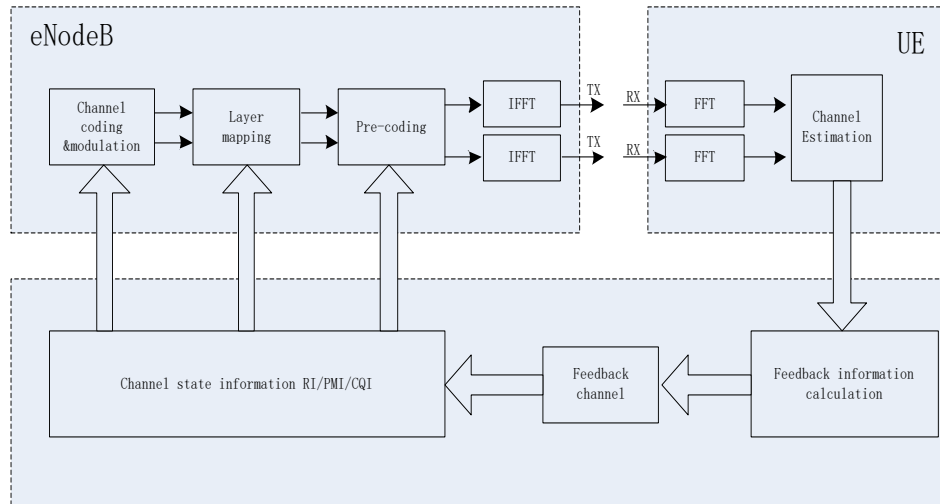 eNodeB
UE
Channel
coding
&modulation
Layer
mapping
Pre-coding
IFFT
TX
RX
FFT
Channel
Estimation
IFFT
TX
RX
FFT
Channel state information RI/PMI/CQI
Feedback
channel
Feedback information
calculation